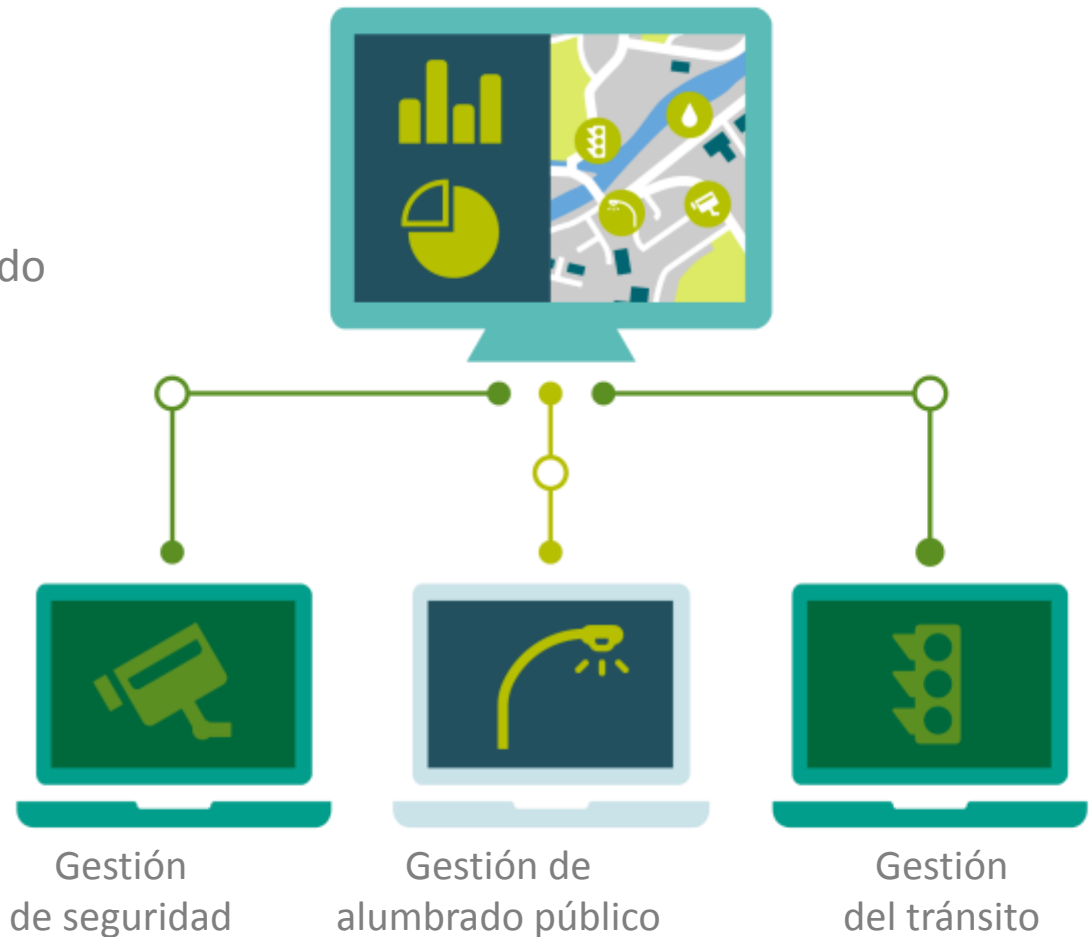 do
Gestión
de seguridad
Gestión de
alumbrado público
Gestión
del tránsito